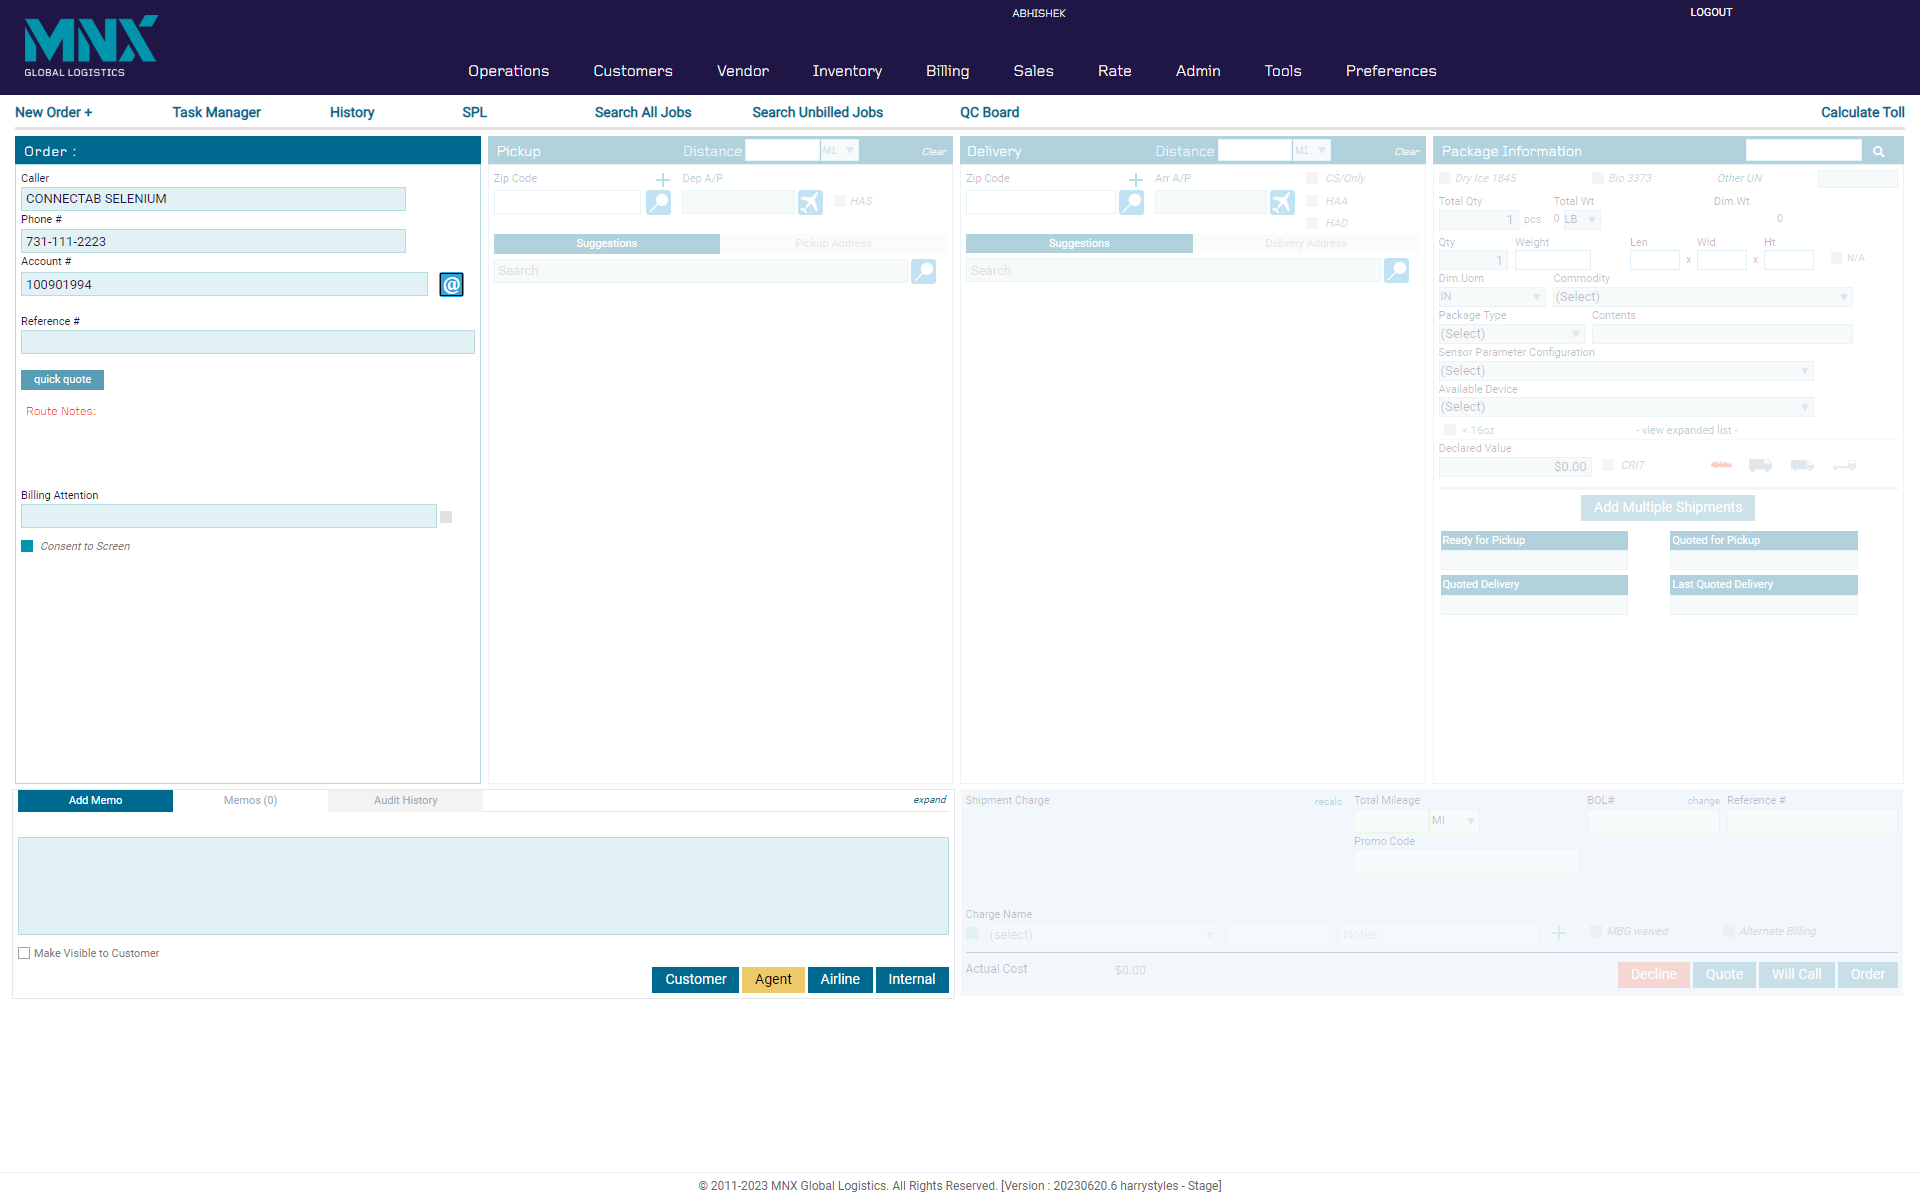 ABHISHEK
LOGOUT
MNX
GLOBAL LOGISTICS
Operations Customers Vendor Inventory Billing Sales Rate Admin Tools Preferences
New Order + Task Manager History SPL Search All Jobs Search Unbilled Jobs QC Board Calculate Toll
Order :
Caller
CONNECTAB SELENIUM
Phone #
731-111-2223
Account #
100901994
@
Reference #
quick quote
Route Notes:
Billing Attention
Consent to Screen
Pickup Distance MI Clear
Zip Code + Dep A/P
HAS
Suggestions Pickup Address
Search
Delivery Distance MI Clear
Zip Code + Arr A/P CS/Only
HAA
HAD
Suggestions Delivery Address
Search
Package Information
Dry Ice 1845 Bio 3373 Other UN
Total Qty Total Wt Dim.Wt
1 pcs 0 LB 0
Qty Weight Len Wid Ht
1 x x N/A
Dim.Uom Commodity
IN (Select)
Package Type Contents
(Select)
Sensor Parameter Configuration
(Select)
Available Device
(Select)
< 16oz - view expanded list -
Declared Value
$0.00 CRIT
Add Multiple Shipments
Ready for Pickup Quoted for Pickup
Quoted Delivery Last Quoted Delivery
Add Memo Memos (0) Audit History expand
Make Visible to Customer
Customer Agent Airline Internal
Shipment Charge recalc Total Mileage BOL# change Reference #
MI
Promo Code
Charge Name
(select) Notes + MBG waived Alternate Billing
Actual Cost $0.00
Decline Quote Will Call Order
© 2011-2023 MNX Global Logistics. All Rights Reserved. [Version : 20230620.6 harrystyles - Stage]